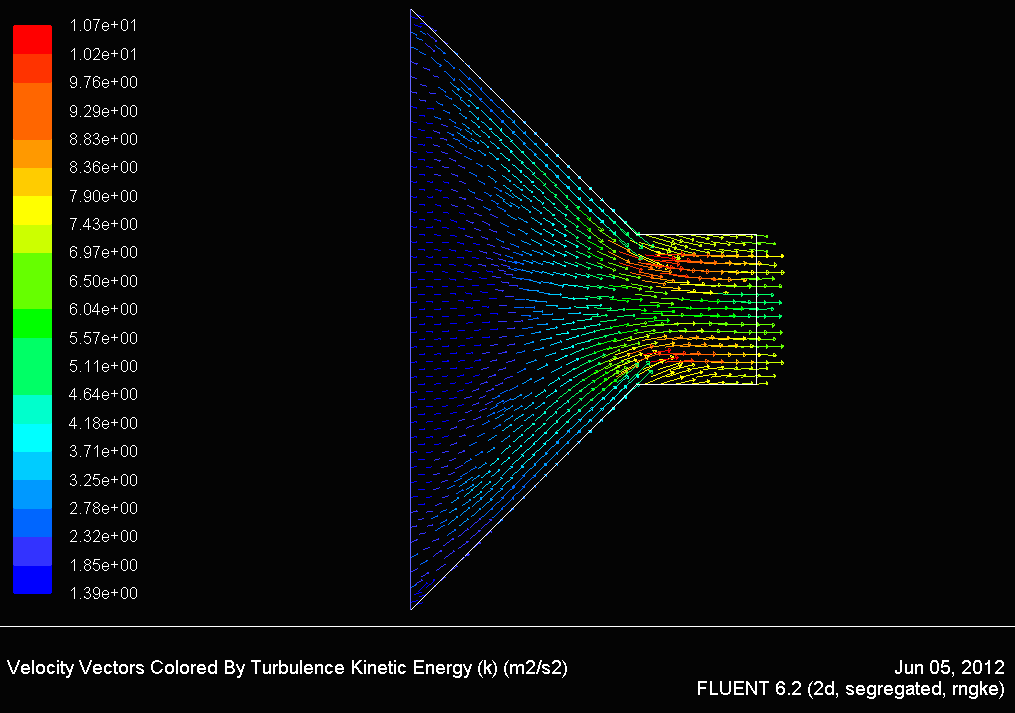 1.07e+01
1.02e+01
9.76e+00
9.29e+00
8.83e+00
8.36e+00
7.90e+00
7.43e+00
6.97e+00
6.50e+00
6.04e+00
5.57e+00
5.11e+00
4.64e+00
4.18e+00
3.71e+00
3.25e+00
2.78e+00
2.32e+00
1.85e+00
1.39e+00
Velocity Vectors Colored By Turbulence Kinetic Energy (k) (m2/s2)
Jun 05, 2012
FLUENT 6.2 (2d, segregated, rngke)